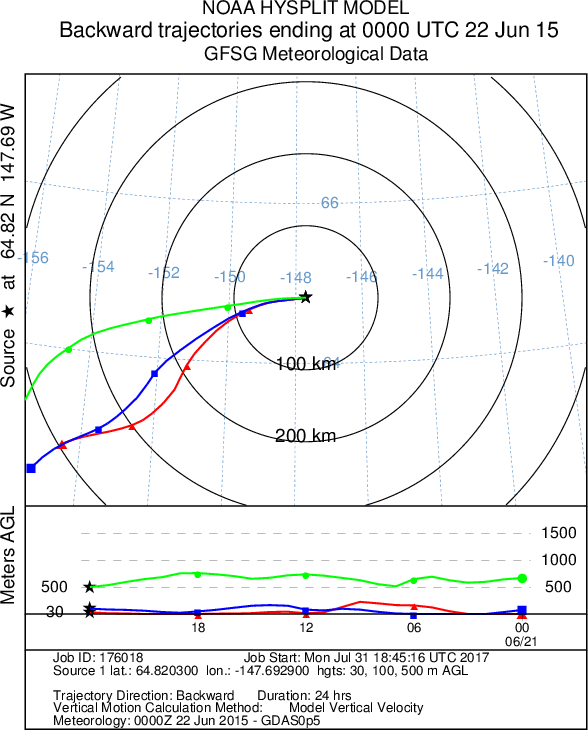 NOAA HYSPLIT MODEL
Backward trajectories ending at 0000 UTC 22 Jun 15
GFSG Meteorological Data
Source ★ at 64.82 N 147.69 W
66
-156
-154
-152
-150
-148
-146
-144
-142
-140
64
100 km
200 km
Meters AGL
1500
1000
500
500
30
18
12
06
00
06/21
Job ID: 176018 Job Start: Mon Jul 31 18:45:16 UTC 2017
Source 1 lat.: 64.820300 lon.: -147.692900 hgts: 30, 100, 500 m AGL
Trajectory Direction: Backward Duration: 24 hrs
Vertical Motion Calculation Method: Model Vertical Velocity
Meteorology: 0000Z 22 Jun 2015 - GDAS0p5